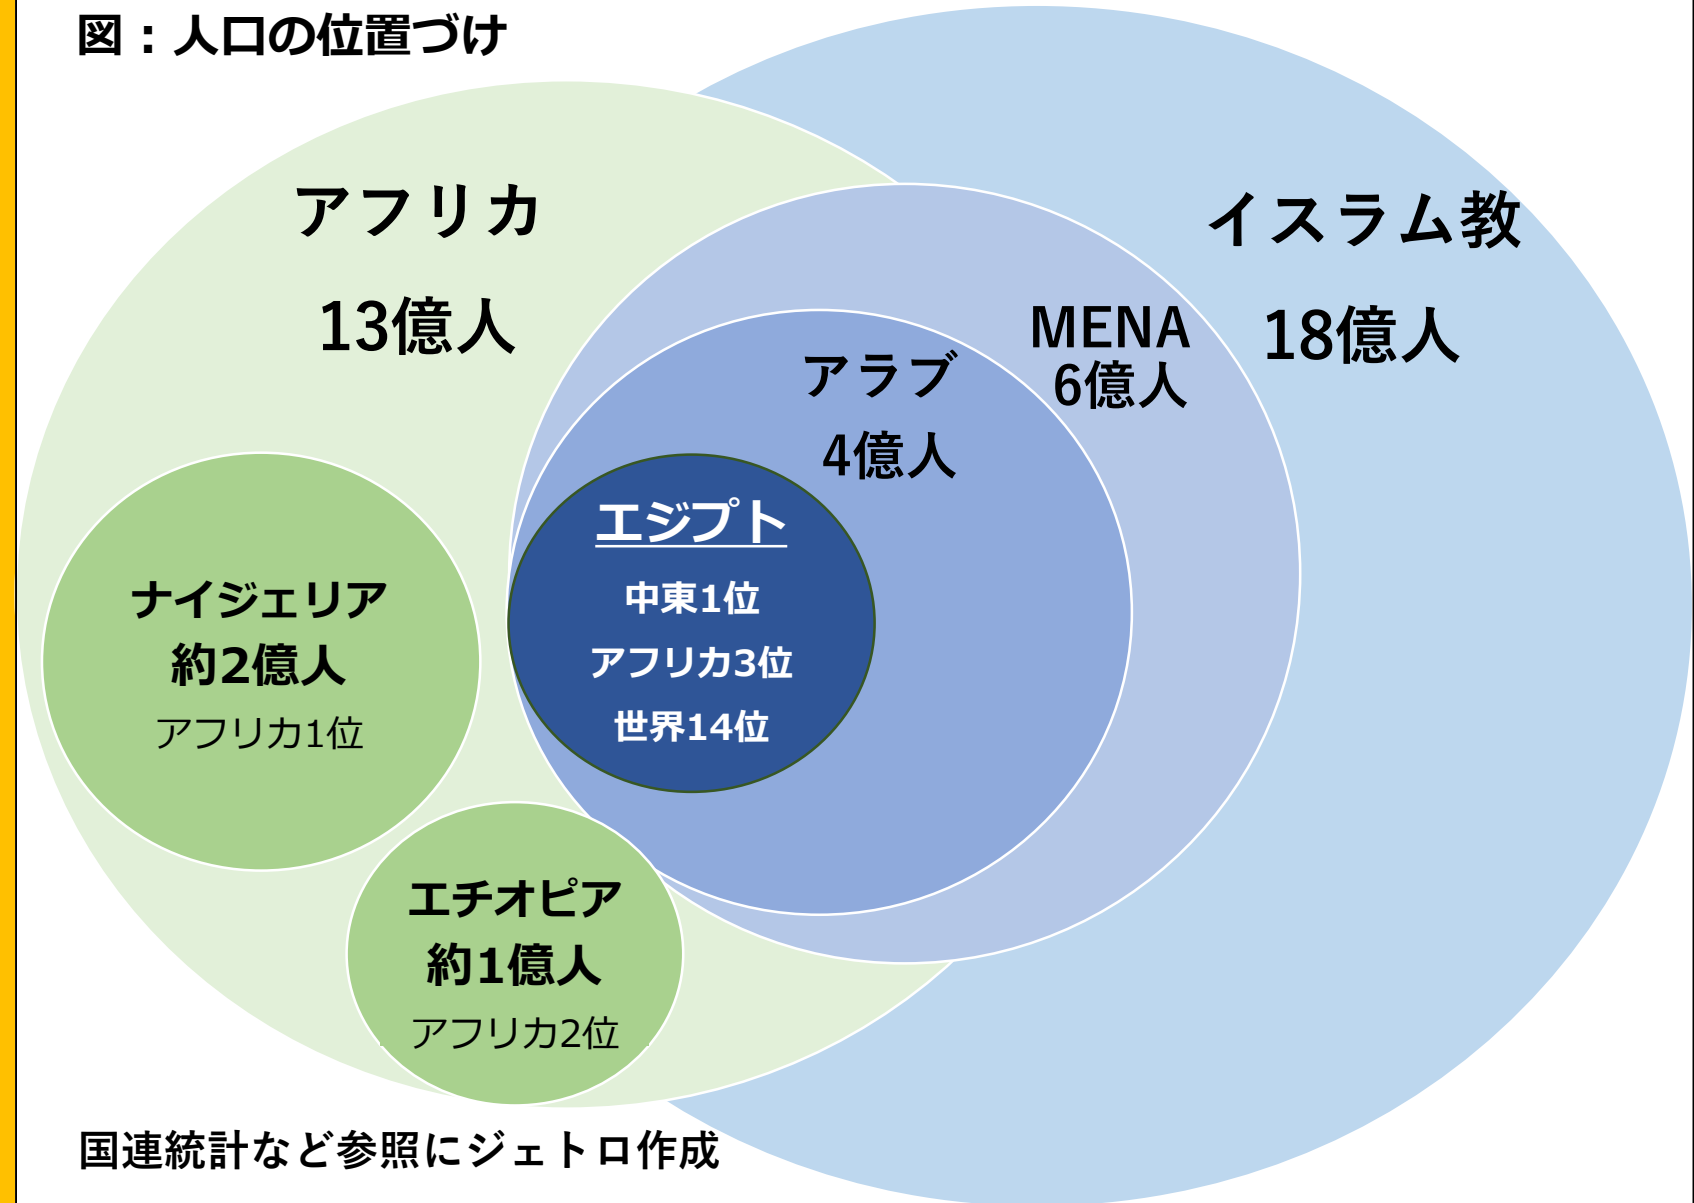 図：人口の位置づけ
アフリカ
13億人
イスラム教
18億人
MENA
6億人
アラブ
4億人
エジプト
中東1位
アフリカ3位
世界14位
ナイジェリア
約2億人
アフリカ1位
エチオピア
約1億人
アフリカ2位
国連統計など参照にジェトロ作成